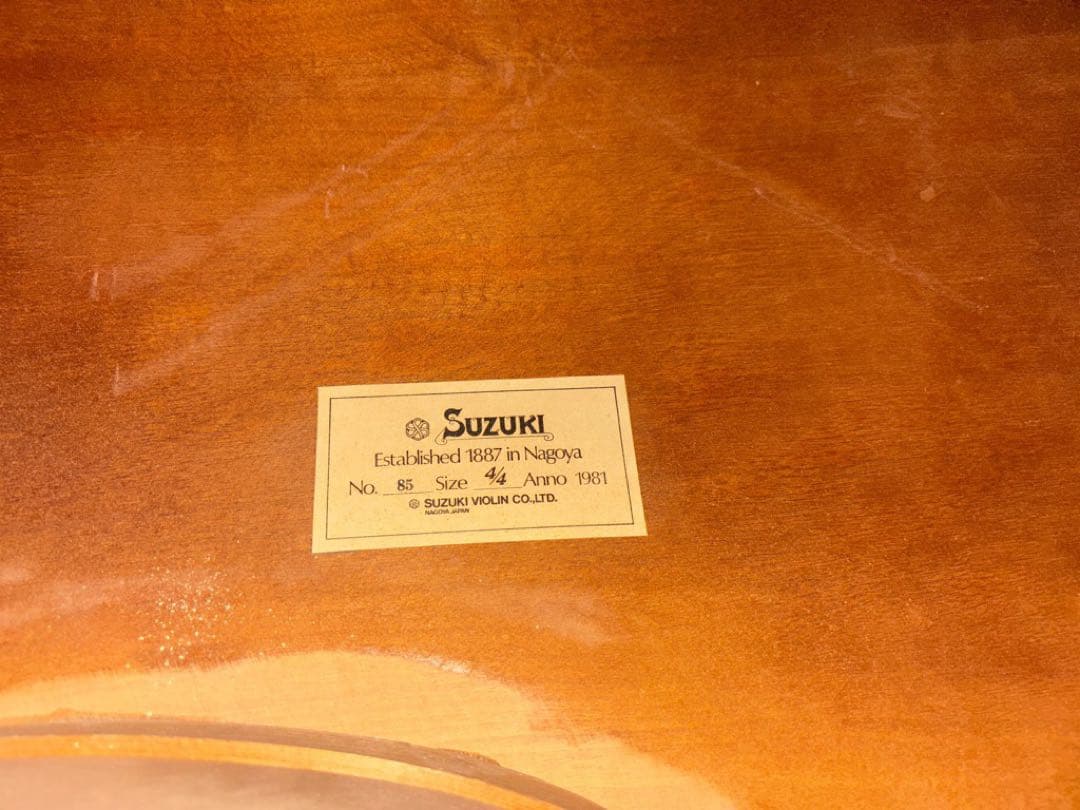 SUZUKI
Established 1887 in Nagoya
No. 85 Size 4/4 Anno 1981
SUZUKI VIOLIN CO.,LTD.
NAGOYA JAPAN